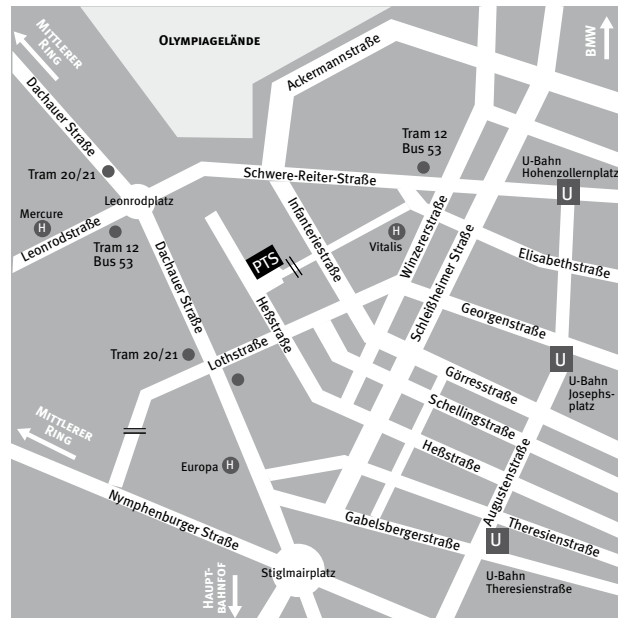 MITTLERER
RING
OLYMPIAGELÄNDE
BMW
Ackermannstraße
Dachauer Straße
Tram 12
Bus 53
U-Bahn
Hohenzollernplatz
U
Tram 20/21
Schwere-Reiter-Straße
Leonrodplatz
Mercure
H
Leonrodstraße
Tram 12
Bus 53
Infanteriestraße
H
Vitalis
Winzererstraße
Elisabethstraße
Dachauer Straße
PTS
Schleißheimer Straße
Heßstraße
Georgenstraße
Tram 20/21
Lothstraße
U
U-Bahn
Josephs-
platz
Görresstraße
Schellingstraße
MITTLERER
RING
Heßstraße
Europa
H
Augustenstraße
Nymphenburger Straße
Gabelsbergerstraße
Theresienstraße
U
Stiglmairplatz
U-Bahn
Theresienstraße
HAUPT-
BAHNFOF